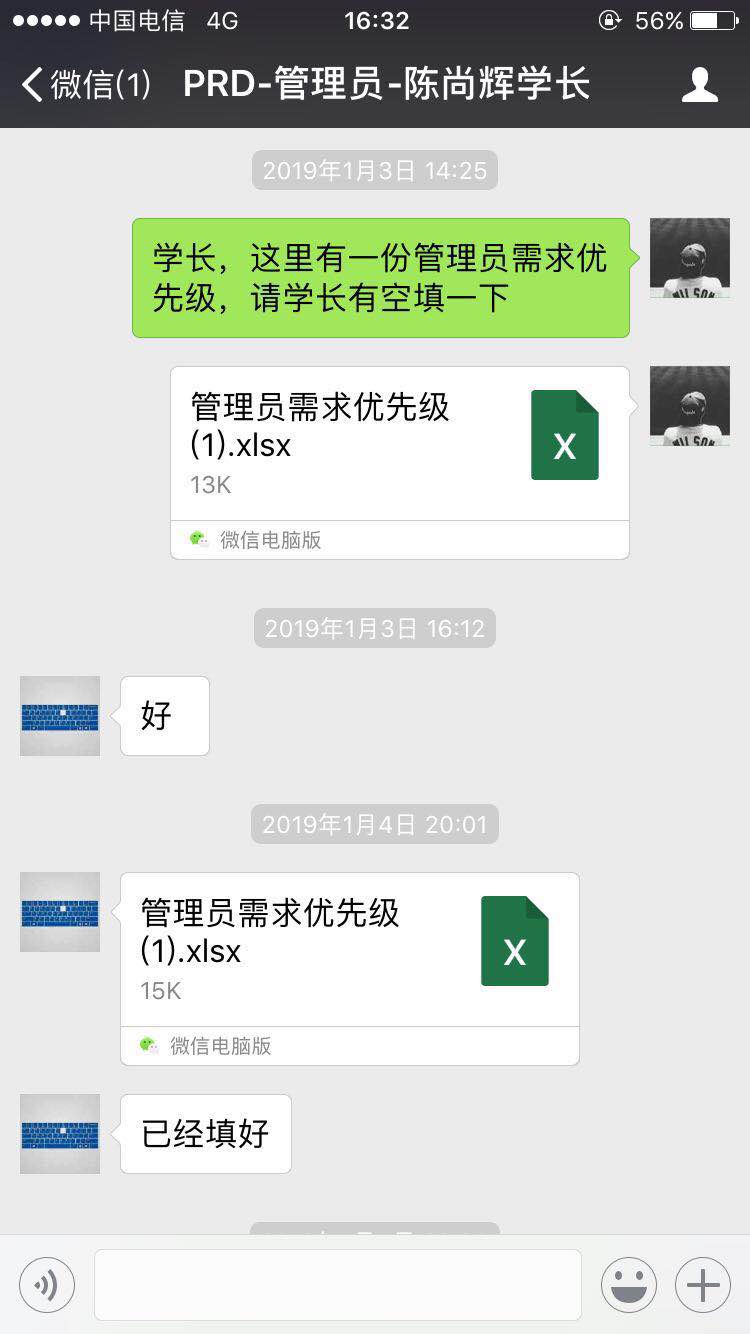 中国电信 4G 16:32 56%
微信(1) PRD-管理员-陈尚辉学长
2019年1月3日 14:25
学长，这里有一份管理员需求优
先级，请学长有空填一下
管理员需求优先级
(1).xlsx
13K
微信电脑版
2019年1月3日 16:12
好
2019年1月4日 20:01
管理员需求优先级
(1).xlsx
15K
微信电脑版
已经填好